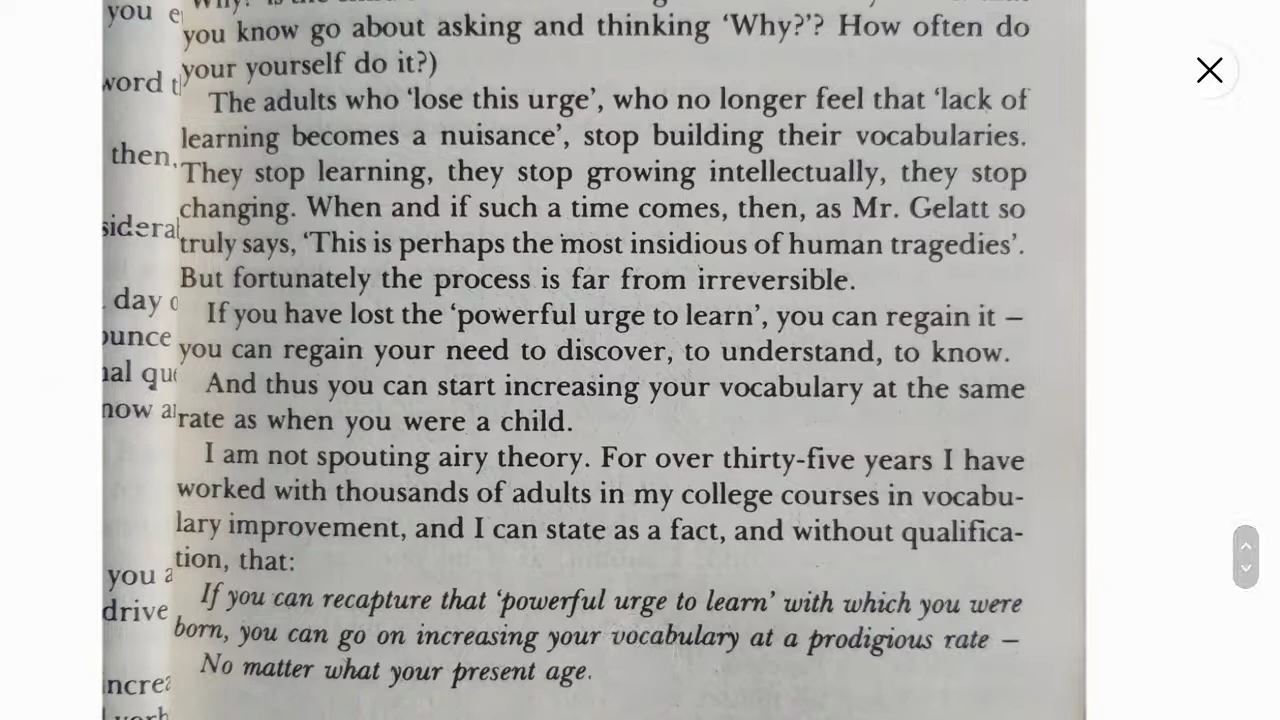 you know go about asking and thinking ‘Why?’? How often do
your yourself do it?)
The adults who ‘lose this urge’, who no longer feel that ‘lack of
learning becomes a nuisance’, stop building their vocabularies.
They stop learning, they stop growing intellectually, they stop
changing. When and if such a time comes, then, as Mr. Gelatt so
truly says, ‘This is perhaps the most insidious of human tragedies’.
But fortunately the process is far from irreversible.
If you have lost the ‘powerful urge to learn’, you can regain it –
you can regain your need to discover, to understand, to know.
And thus you can start increasing your vocabulary at the same
rate as when you were a child.
I am not spouting airy theory. For over thirty-five years I have
worked with thousands of adults in my college courses in vocabu-
lary improvement, and I can state as a fact, and without qualifica-
tion, that:
If you can recapture that ‘powerful urge to learn’ with which you were
born, you can go on increasing your vocabulary at a prodigious rate –
No matter what your present age.
you
then,
day
you
drive